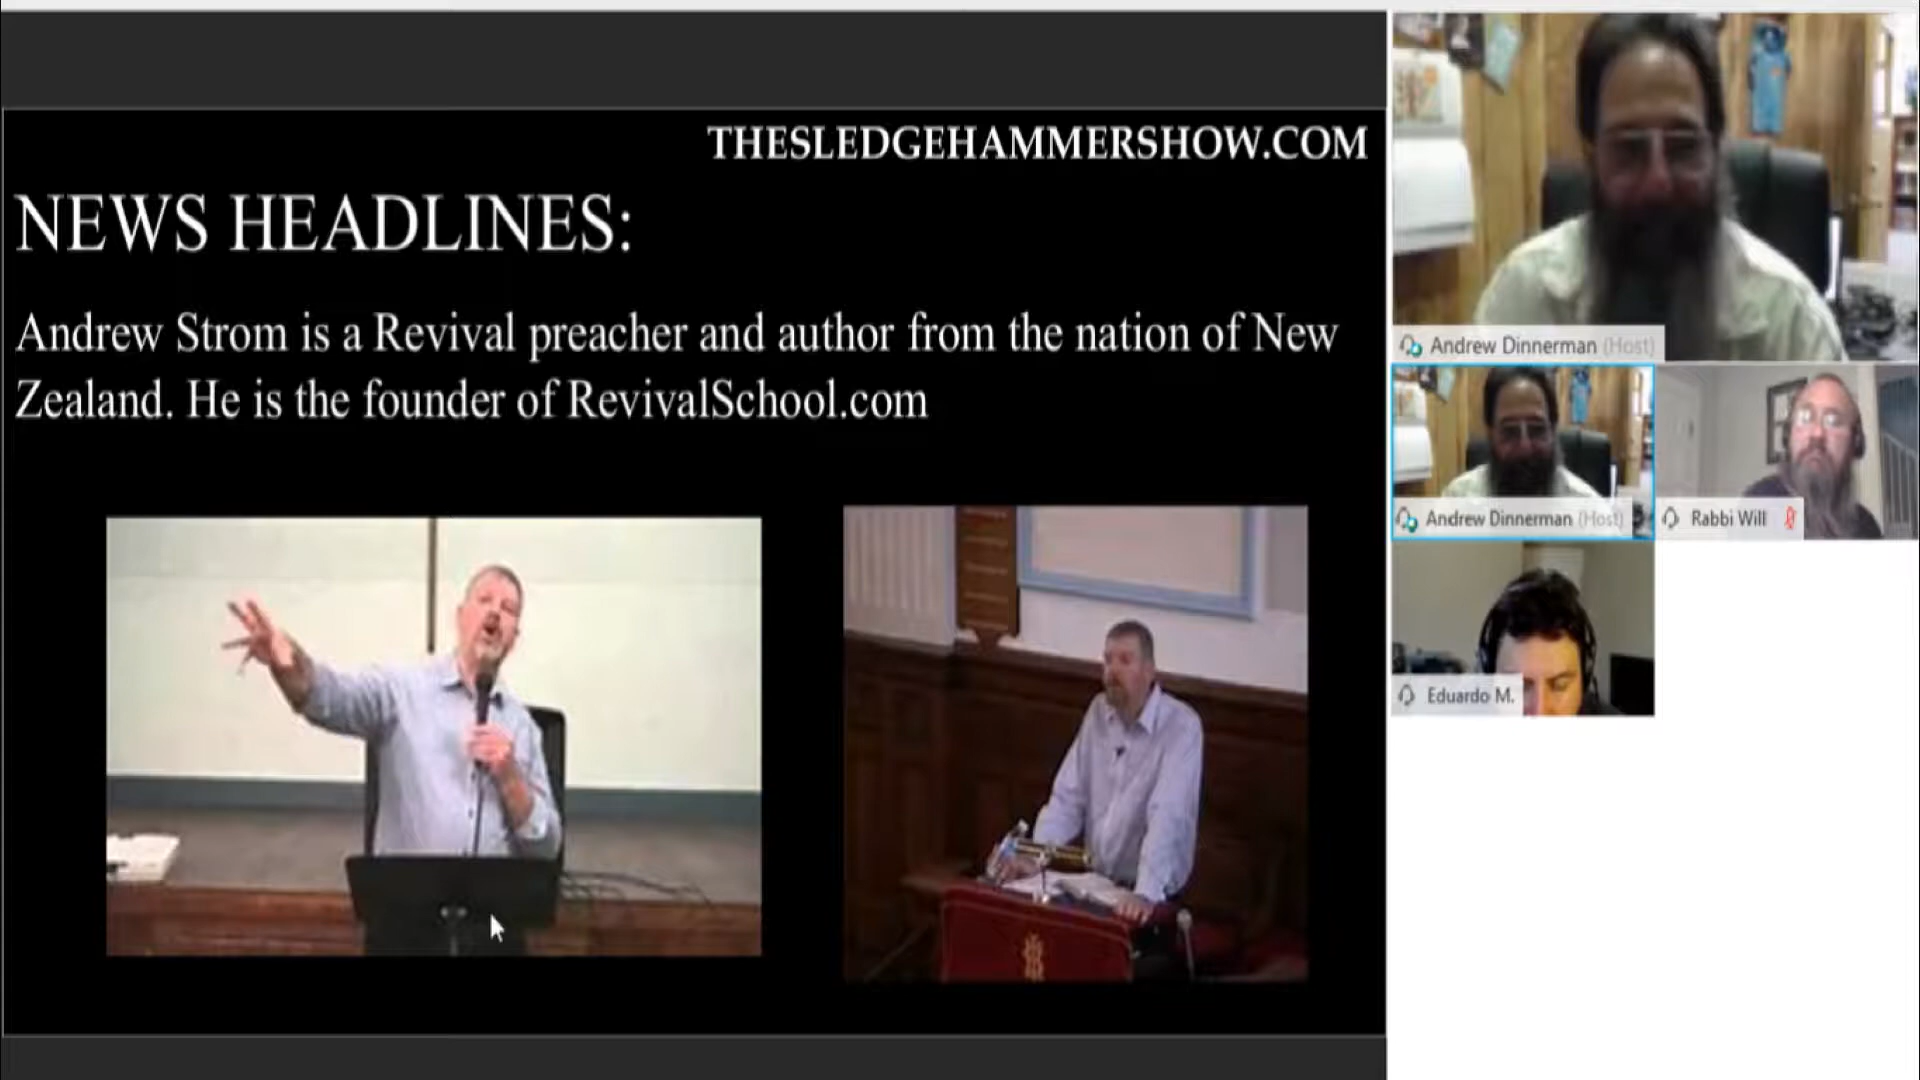 THESLEDGEHAMMERSHOW.COM
NEWS HEADLINES:
Andrew Strom is a Revival preacher and author from the nation of New
Zealand. He is the founder of RevivalSchool.com
Andrew Dinnerman (Host)
Andrew Dinnerman (Host)
Rabbi Will
Eduardo M.